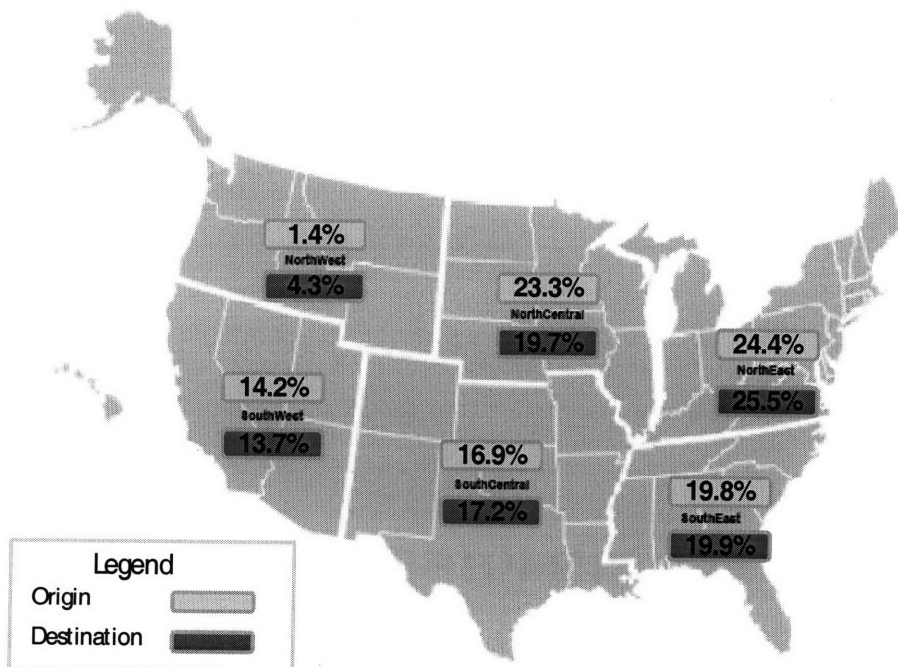 1.4%
NorthWest
4.3%
23.3%
NorthCentral
19.7%
24.4%
NorthEast
25.5%
14.2%
SouthWest
13.7%
16.9%
SouthCentral
17.2%
19.8%
SouthEast
19.9%
Legend
Origin
Destination